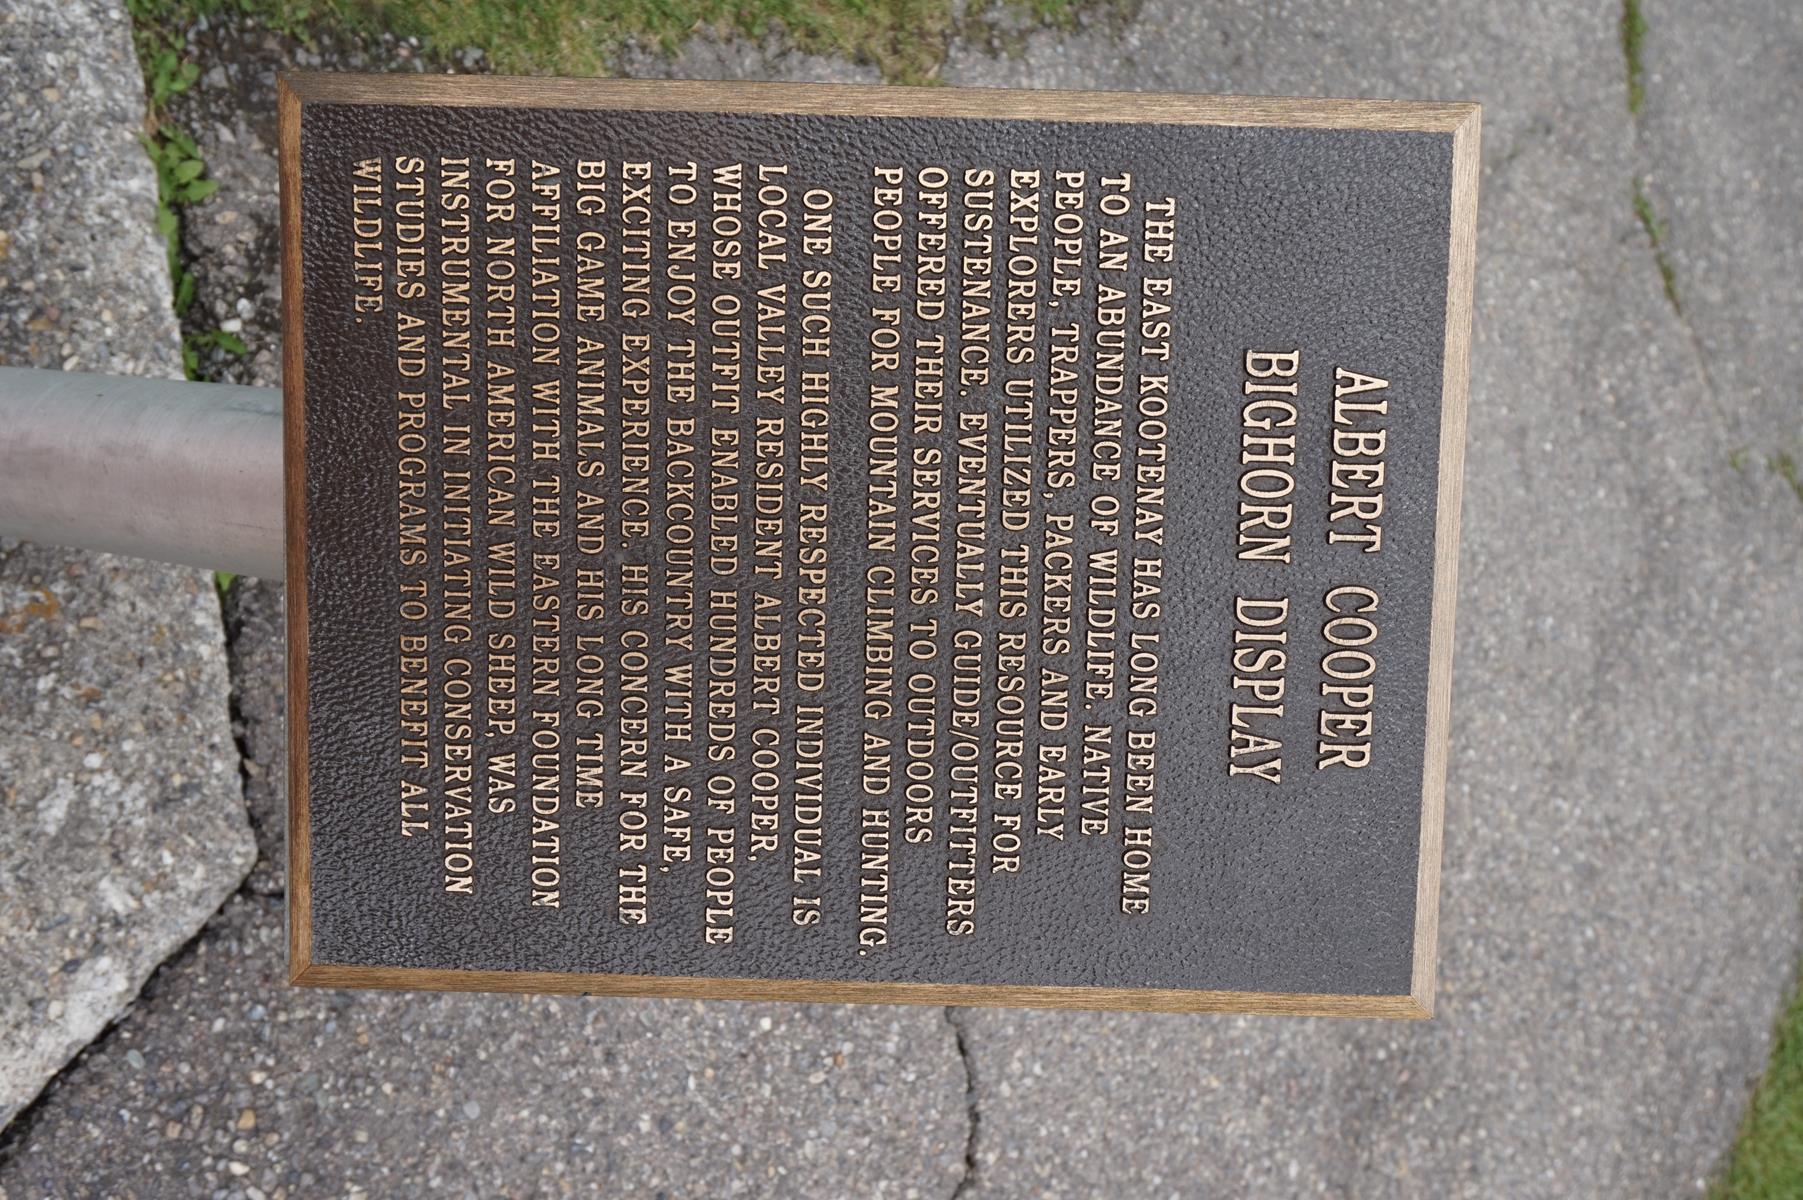 ALBERT COOPER
BIGHORN DISPLAY
THE EAST KOOTENAY HAS LONG BEEN HOME
TO AN ABUNDANCE OF WILDLIFE. NATIVE
PEOPLE, TRAPPERS, PACKERS AND EARLY
EXPLORERS UTILIZED THIS RESOURCE FOR
SUSTENANCE. EVENTUALLY GUIDE/OUTFITTERS
OFFERED THEIR SERVICES TO OUTDOORS
PEOPLE FOR MOUNTAIN CLIMBING AND HUNTING.
ONE SUCH HIGHLY RESPECTED INDIVIDUAL IS
LOCAL VALLEY RESIDENT ALBERT COOPER,
WHOSE OUTFIT ENABLED HUNDREDS OF PEOPLE
TO ENJOY THE BACKCOUNTRY WITH A SAFE,
EXCITING EXPERIENCE. HIS CONCERN FOR THE
BIG GAME ANIMALS AND HIS LONG TIME
AFFILIATION WITH THE EASTERN FOUNDATION
FOR NORTH AMERICAN WILD SHEEP, WAS
INSTRUMENTAL IN INITIATING CONSERVATION
STUDIES AND PROGRAMS TO BENEFIT ALL
WILDLIFE.